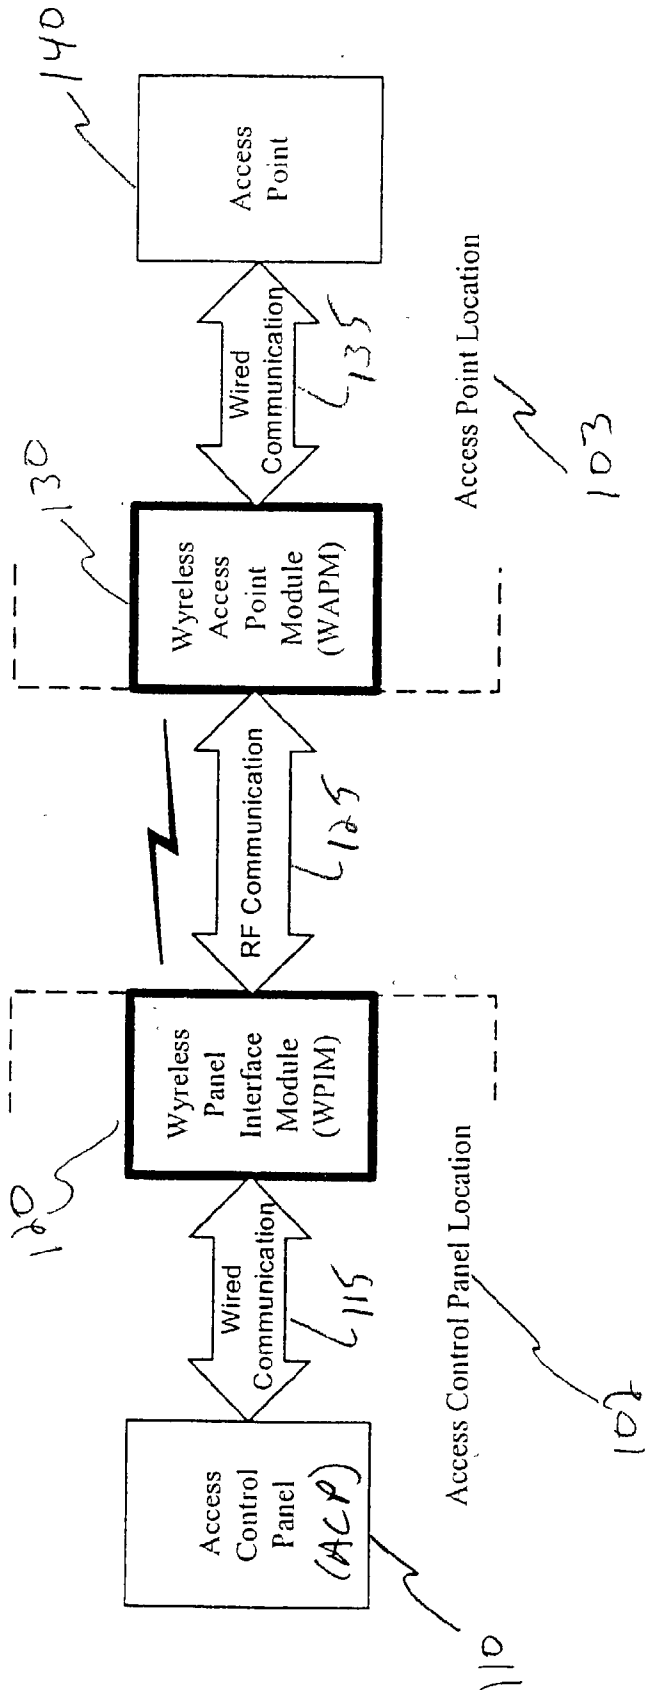 140
130
120
Access
Control
Panel
(ACP)
Wired
Communication
115
Wyreless
Panel
Interface
Module
(WPIM)
RF Communication
125
Wyreless
Access
Point
Module
(WAPM)
Wired
Communication
135
Access
Point
110
Access Control Panel Location
102
Access Point Location
103